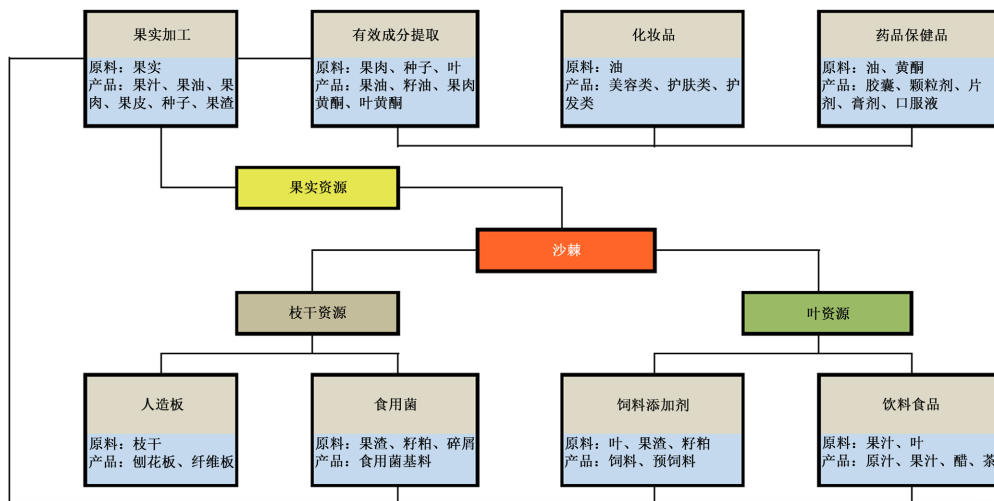 果实加工
原料：果实
产品：果汁、果油、果
肉、果皮、种子、果渣
有效成分提取
原料：果肉、种子、叶
产品：果油、籽油、果肉
黄酮、叶黄酮
化妆品
原料：油
产品：美容类、护肤类、护
发类
药品保健品
原料：油、黄酮
产品：胶囊、颗粒剂、片
剂、膏剂、口服液
果实资源
沙棘
枝干资源
叶资源
人造板
原料：枝干
产品：刨花板、纤维板
食用菌
原料：果渣、籽粕、碎屑
产品：食用菌基料
饲料添加剂
原料：叶、果渣、籽粕
产品：饲料、预饲料
饮料食品
原料：果汁、叶
产品：原汁、果汁、醋、茶